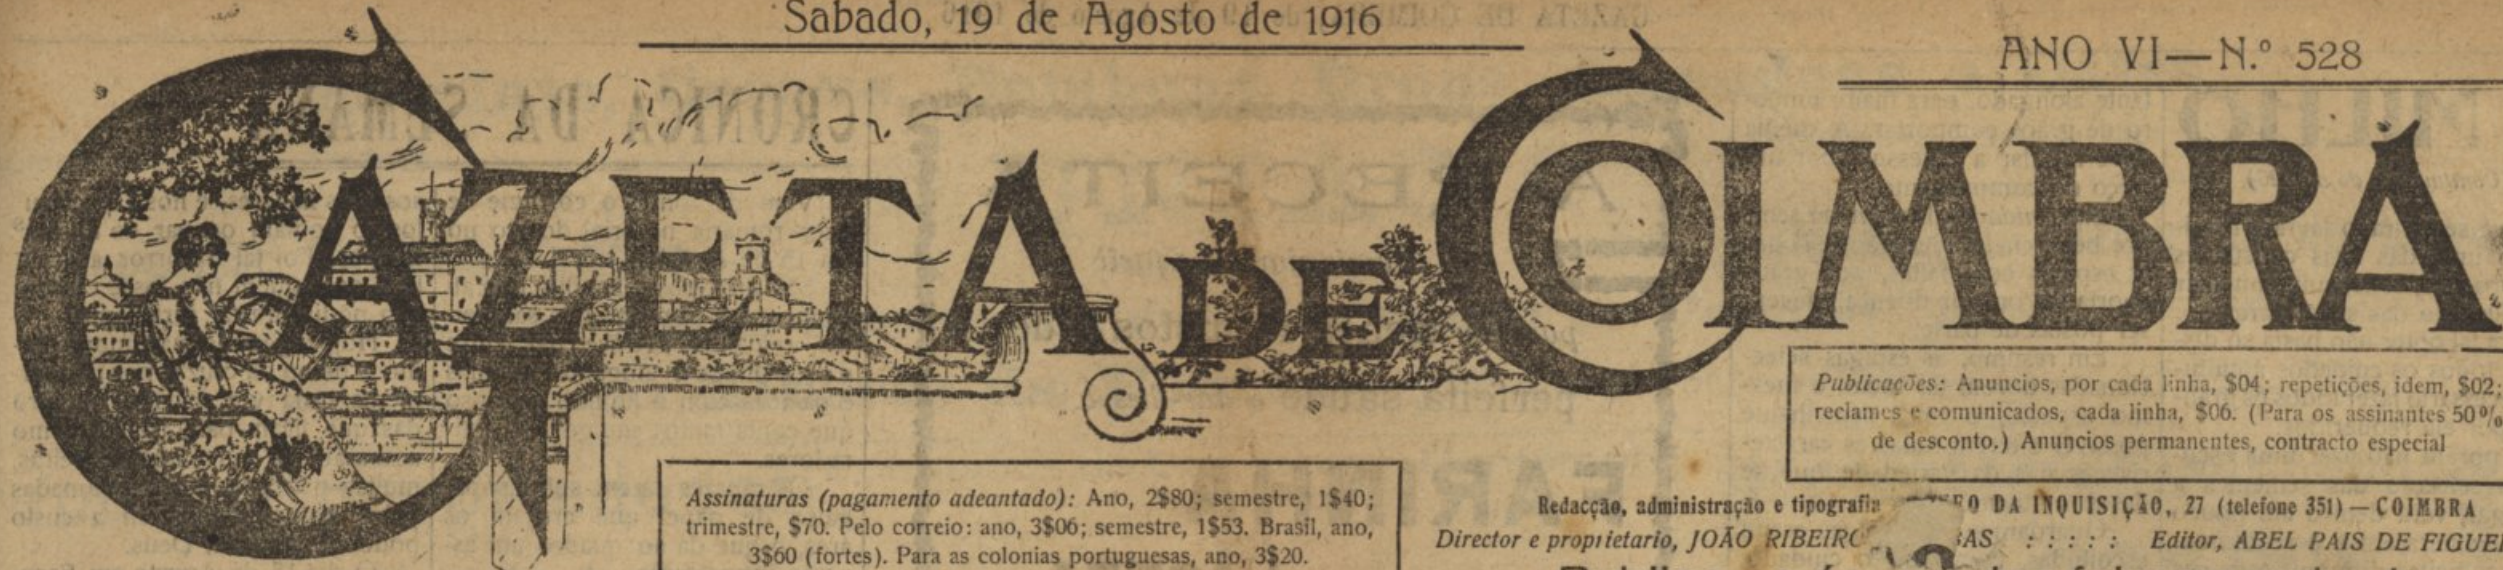 Sabado, 19 de Agosto de 1916
ANO VI—N.º 528
GAZETA DE COIMBRA
Publicações: Anuncios, por cada linha, $04; repetições, idem, $02;
reclames e comunicados, cada linha, $06. (Para os assinantes 50%
de desconto.) Anuncios permanentes, contracto especial
Assinaturas (pagamento adeantado): Ano, 2$80; semestre, 1$40;
trimestre, $70. Pelo correio: ano, 3$06; semestre, 1$53. Brasil, ano,
3$60 (fortes). Para as colonias portuguesas, ano, 3$20.
Redacção, administração e tipografia DA INQUISIÇÃO, 27 (telefone 351) — COIMBRA
Director e proprietario, JOÃO RIBEIRO : : : : : Editor, ABEL PAIS DE